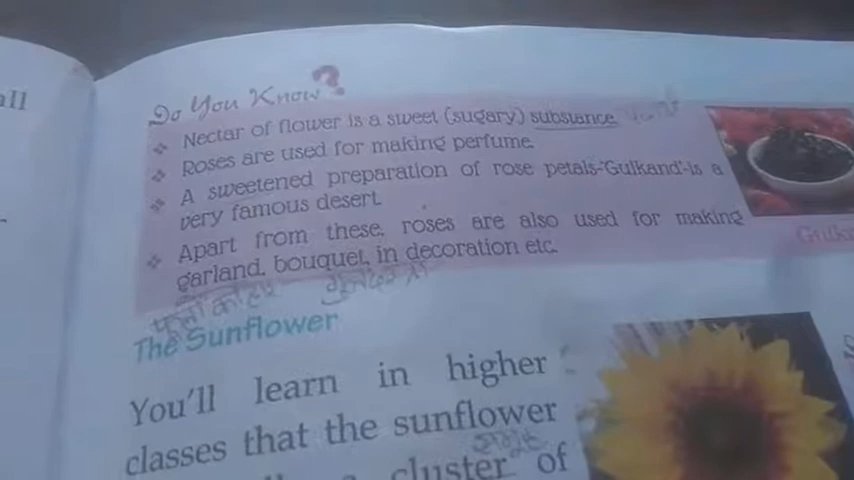 all
Do You Know?
Nectar of flower is a sweet (sugary) substance.
Roses are used for making perfume.
A sweetened preparation of rose petals-'Gulkand'-is a
very famous desert.
Apart from these, roses are also used for making
garland, bouquet, in decoration etc.
The Sunflower
You'll learn in higher
classes that the sunflower
cluster of